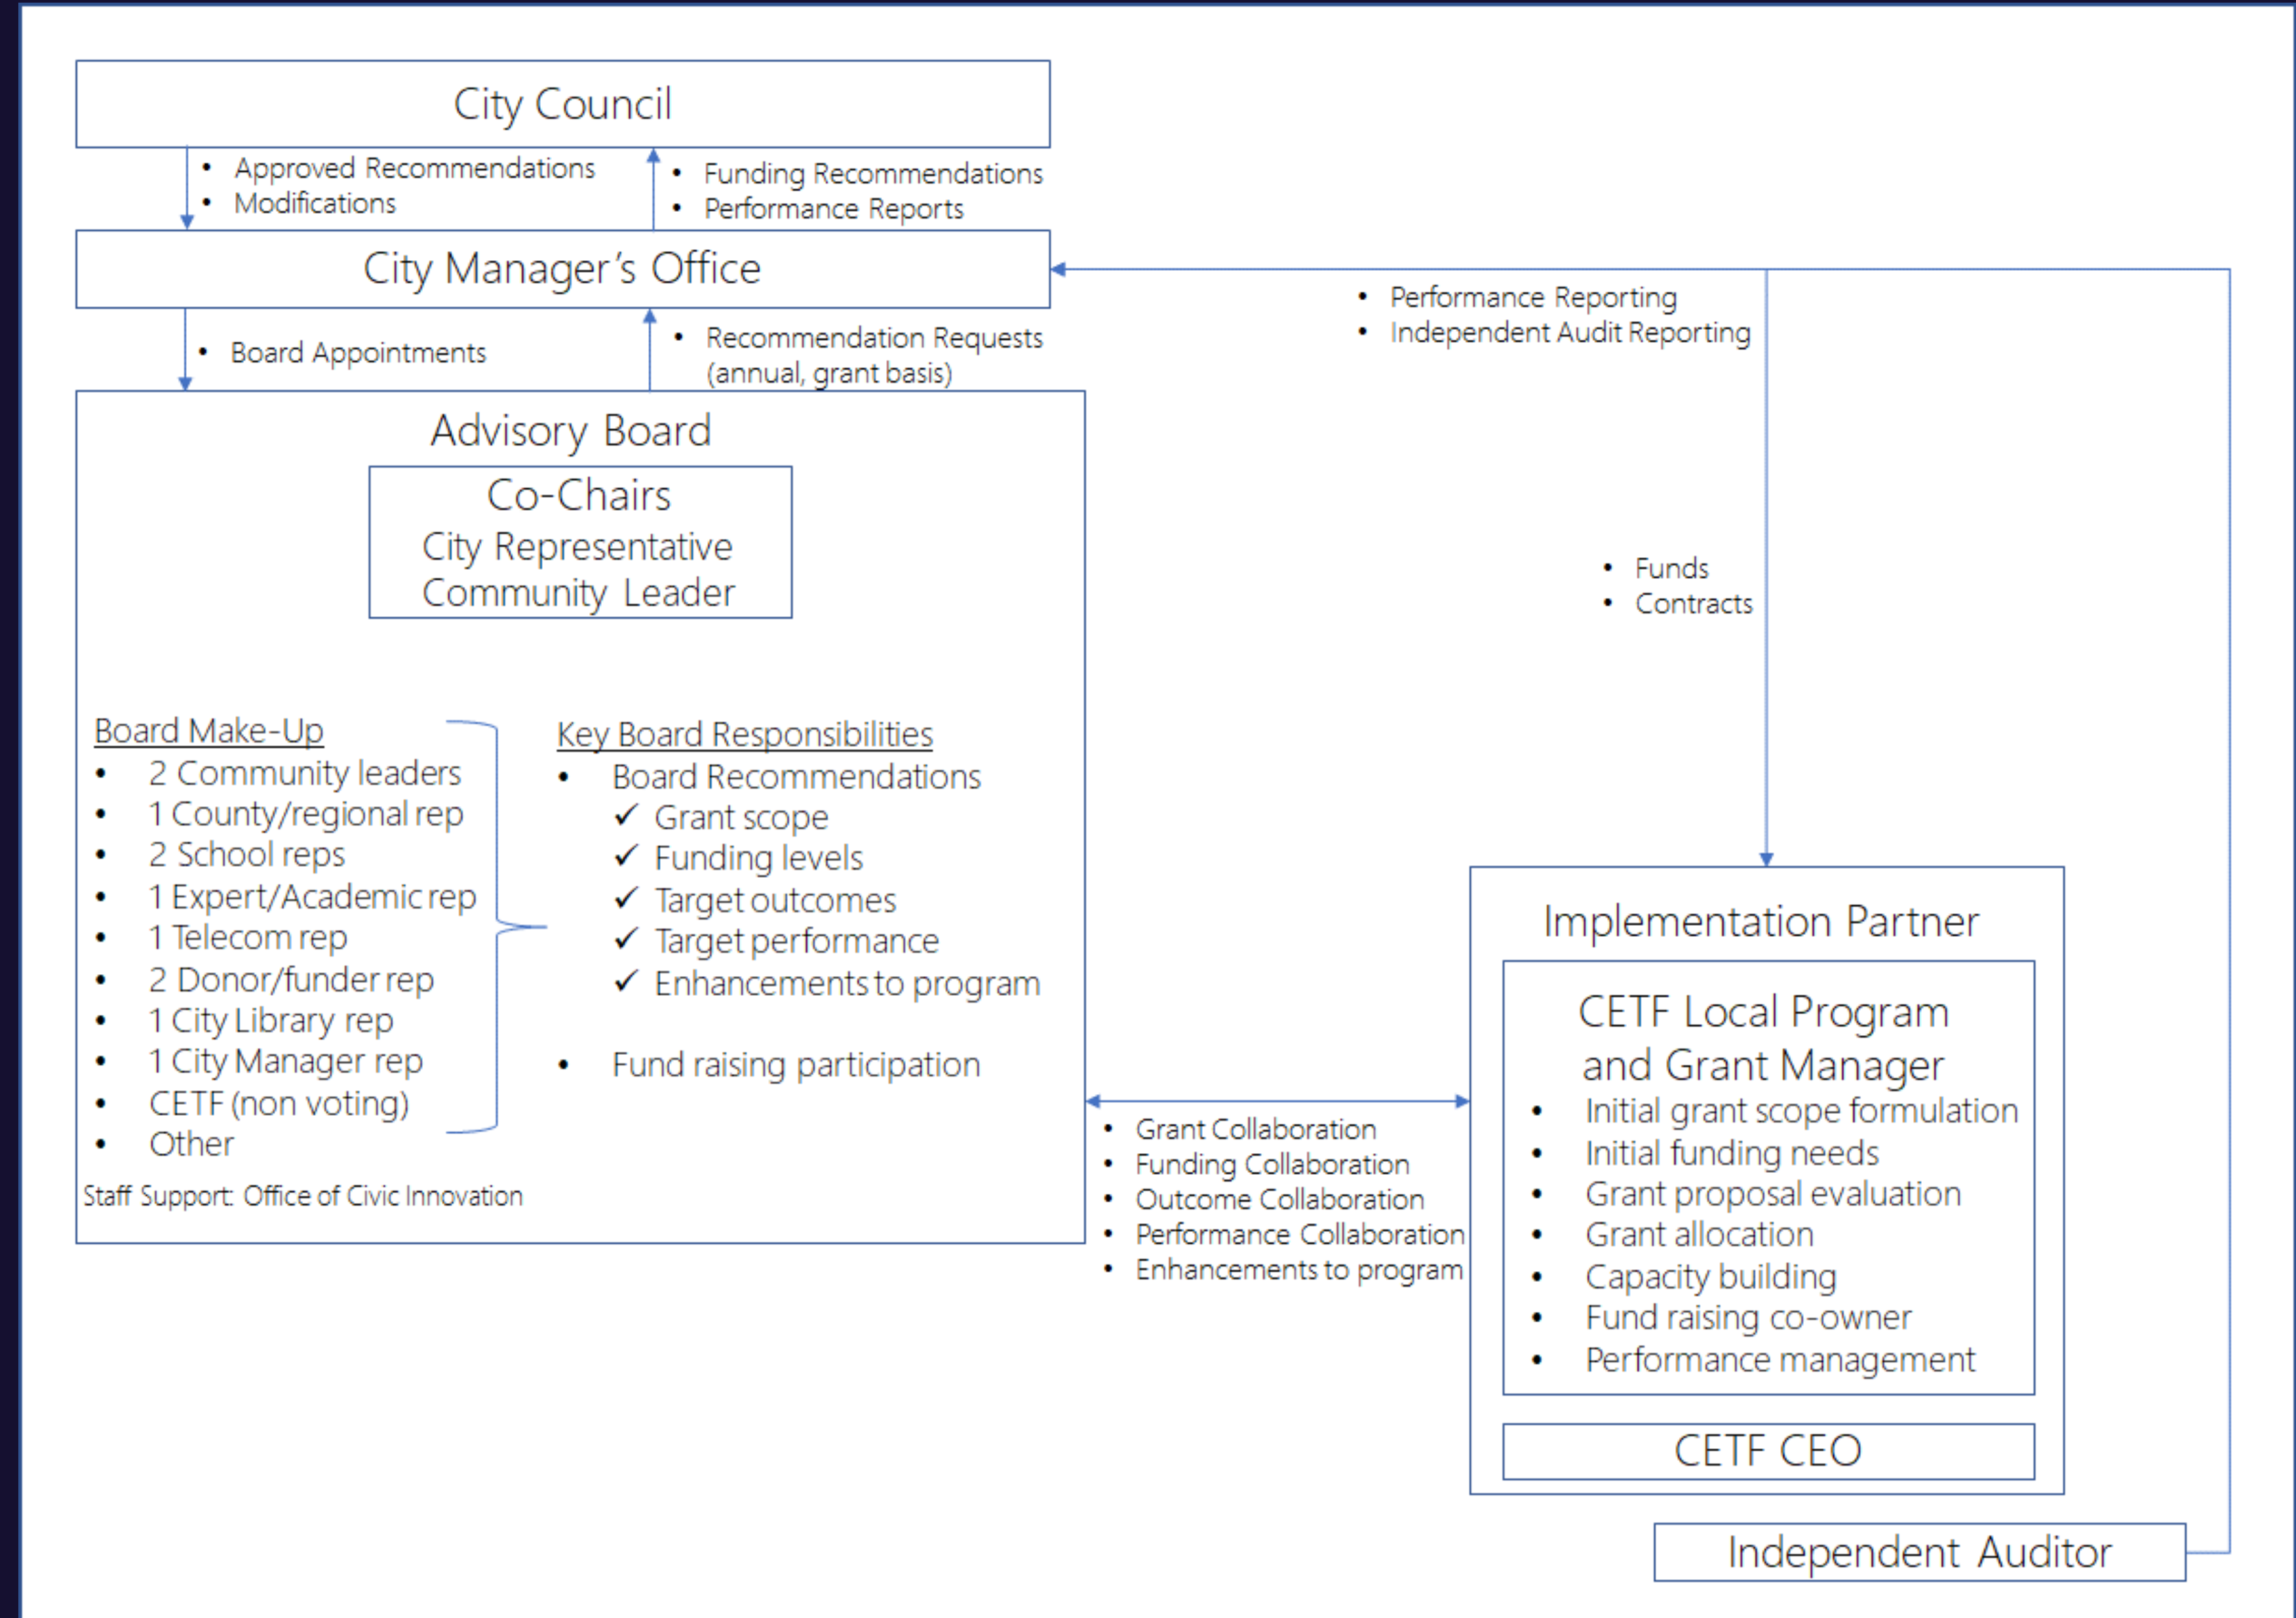 City Council
• Approved Recommendations
• Modifications
• Funding Recommendations
• Performance Reports
City Manager's Office
• Board Appointments
• Recommendation Requests
(annual, grant basis)
• Performance Reporting
• Independent Audit Reporting
• Funds
• Contracts
Advisory Board
Co-Chairs
City Representative
Community Leader
Board Make-Up
• 2 Community leaders
• 1 County/regional rep
• 2 School reps
• 1 Expert/Academic rep
• 1 Telecom rep
• 2 Donor/funder rep
• 1 City Library rep
• 1 City Manager rep
• CETF (non voting)
• Other
Staff Support: Office of Civic Innovation
Key Board Responsibilities
• Board Recommendations
✓ Grant scope
✓ Funding levels
✓ Target outcomes
✓ Target performance
✓ Enhancements to program
• Fund raising participation
• Grant Collaboration
• Funding Collaboration
• Outcome Collaboration
• Performance Collaboration
• Enhancements to program
Implementation Partner
CETF Local Program
and Grant Manager
• Initial grant scope formulation
• Initial funding needs
• Grant proposal evaluation
• Grant allocation
• Capacity building
• Fund raising co-owner
• Performance management
CETF CEO
Independent Auditor